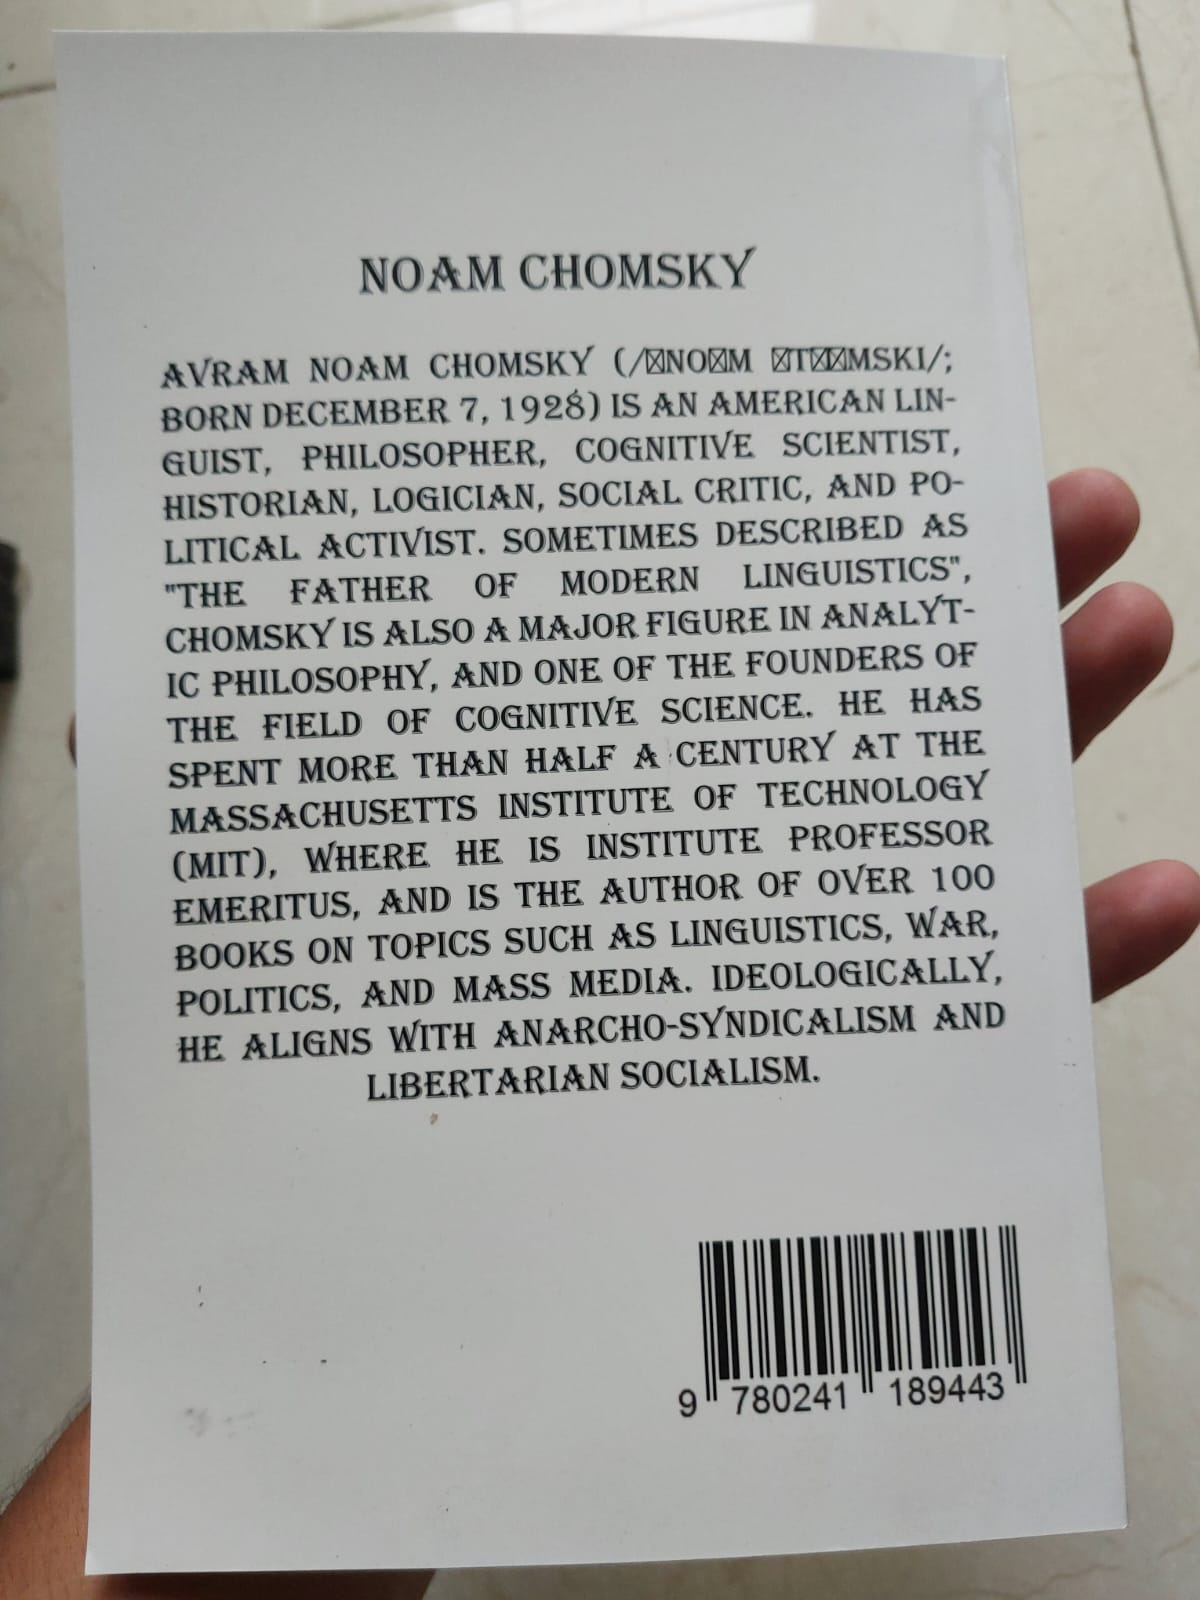 NOAM CHOMSKY
AVRAM NOAM CHOMSKY (/☒NO☒M ☒T☒☒MSKI/;
BORN DECEMBER 7, 1928) IS AN AMERICAN LIN-
GUIST, PHILOSOPHER, COGNITIVE SCIENTIST,
HISTORIAN, LOGICIAN, SOCIAL CRITIC, AND PO-
LITICAL ACTIVIST. SOMETIMES DESCRIBED AS
"THE FATHER OF MODERN LINGUISTICS",
CHOMSKY IS ALSO A MAJOR FIGURE IN ANALYT-
IC PHILOSOPHY, AND ONE OF THE FOUNDERS OF
THE FIELD OF COGNITIVE SCIENCE. HE HAS
SPENT MORE THAN HALF A CENTURY AT THE
MASSACHUSETTS INSTITUTE OF TECHNOLOGY
(MIT), WHERE HE IS INSTITUTE PROFESSOR
EMERITUS, AND IS THE AUTHOR OF OVER 100
BOOKS ON TOPICS SUCH AS LINGUISTICS, WAR,
POLITICS, AND MASS MEDIA. IDEOLOGICALLY,
HE ALIGNS WITH ANARCHO-SYNDICALISM AND
LIBERTARIAN SOCIALISM.
9 780241 189443